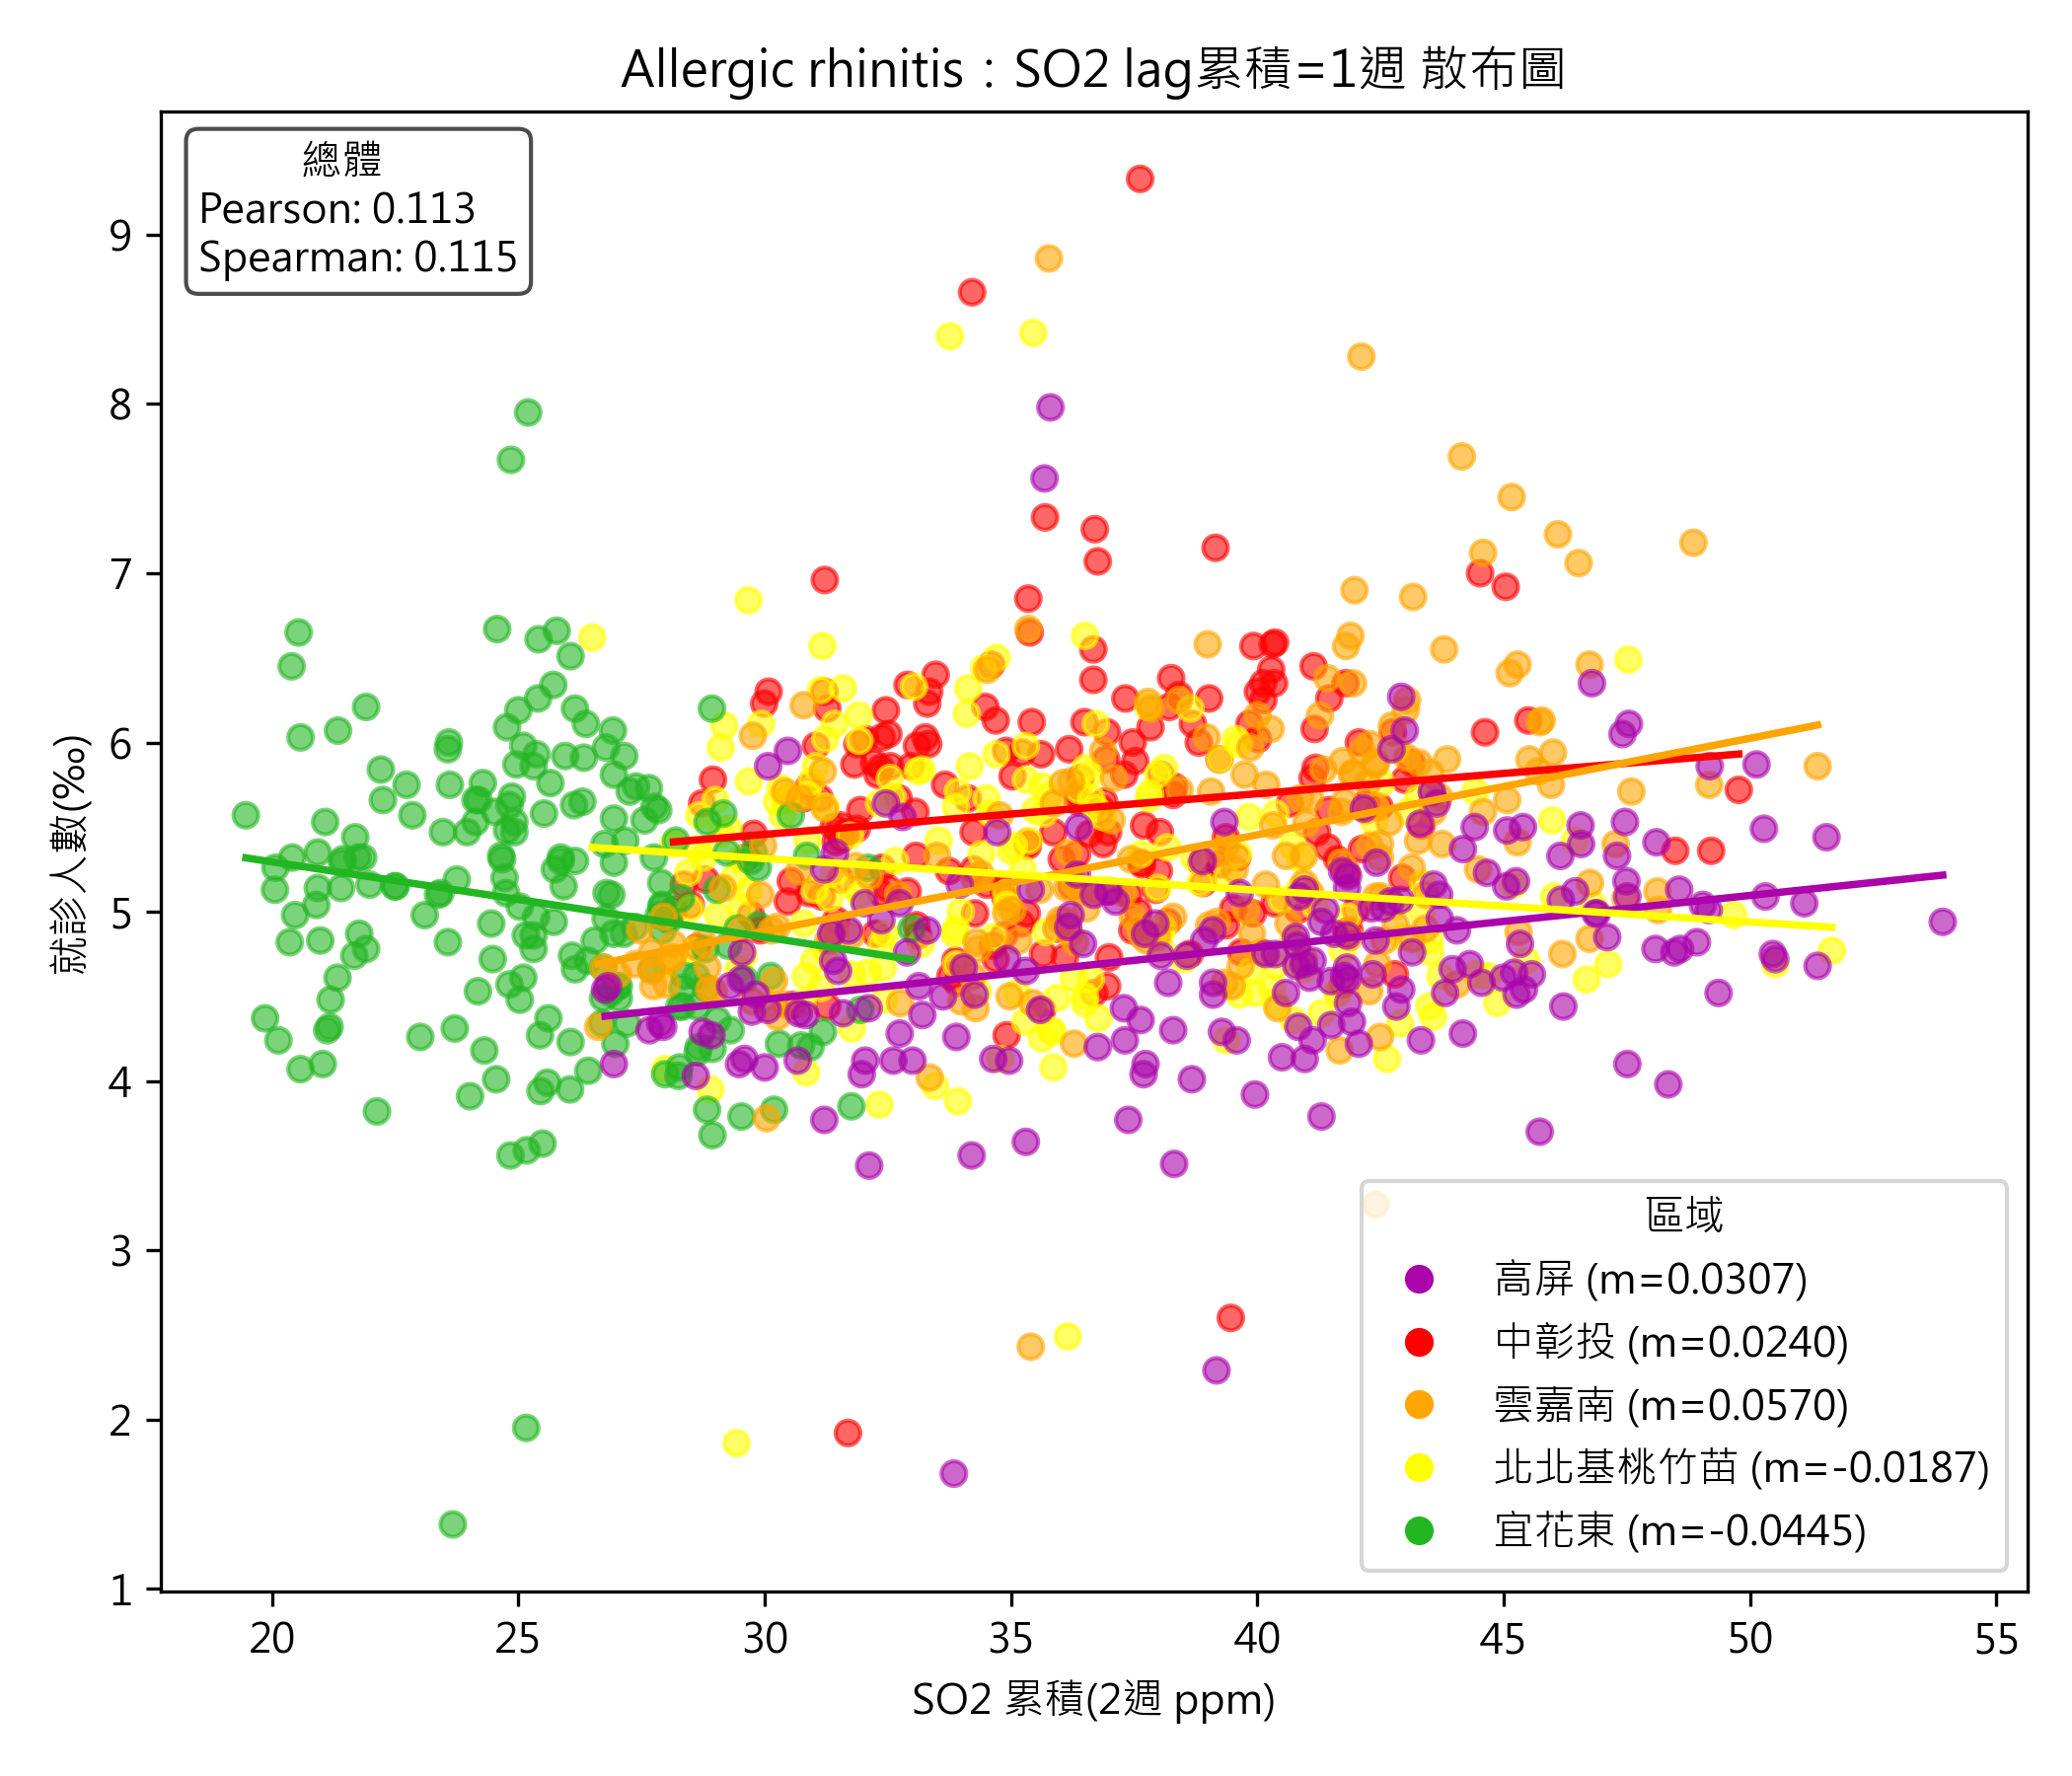 Allergic rhinitis：SO2 lag累積=1週 散布圖
總體
Pearson: 0.113
Spearman: 0.115
就診人數(‰)
9
8
7
6
5
4
3
2
1
區域
高屏 (m=0.0307)
中彰投 (m=0.0240)
雲嘉南 (m=0.0570)
北北基桃竹苗 (m=-0.0187)
宜花東 (m=-0.0445)
20 25 30 35 40 45 50 55
SO2 累積(2週 ppm)